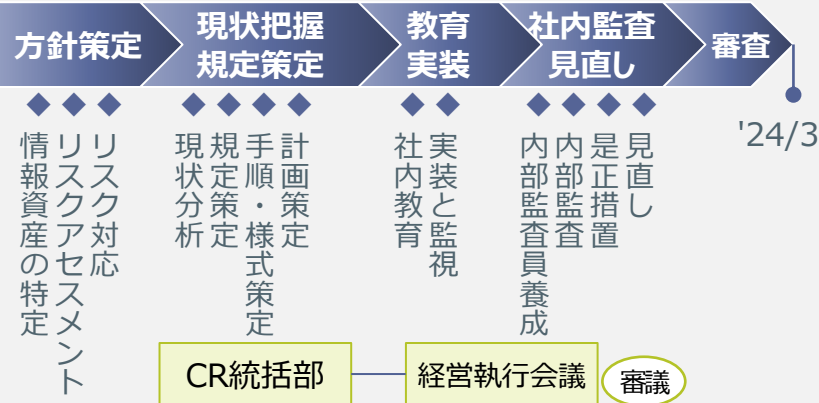 方針策定
現状把握
規定策定
教育
実装
社内監査
見直し
審査
'24/3
情報資産の特定
リスクアセスメント
リスク対応
現状分析
規定策定
手順・様式策定
計画策定
社内教育
実装と監視
内部監査員養成
内部監査
是正措置
見直し
CR統括部
経営執行会議
審議